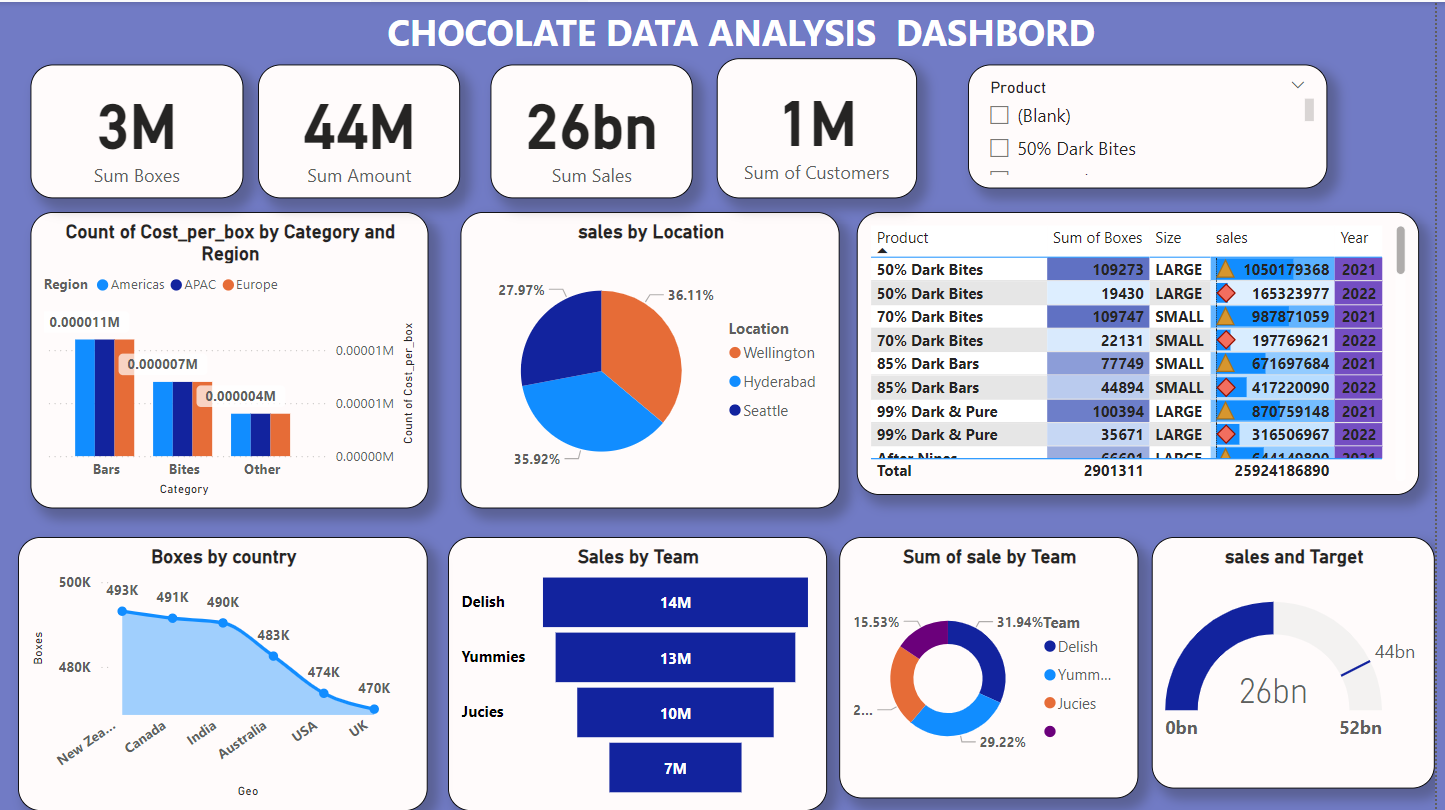 CHOCOLATE DATA ANALYSIS DASHBORD
3M
Sum Boxes
44M
Sum Amount
26bn
Sum Sales
1M
Sum of Customers
Product
(Blank)
50% Dark Bites
Count of Cost_per_box by Category and
Region
Region Americas APAC Europe
0.000011M
0.000007M
0.000004M
0.00001M
0.00001M
0.00000M
Count of Cost_per_box
Bars Bites Other
Category
sales by Location
27.97%
36.11%
35.92%
Location
Wellington
Hyderabad
Seattle
Product Sum of Boxes Size sales Year
50% Dark Bites 109273 LARGE 1050179368 2021
50% Dark Bites 19430 LARGE 165323977 2022
70% Dark Bites 109747 SMALL 987871059 2021
70% Dark Bites 22131 SMALL 197769621 2022
85% Dark Bars 77749 SMALL 671697684 2021
85% Dark Bars 44894 SMALL 417220090 2022
99% Dark & Pure 100394 LARGE 870759148 2021
99% Dark & Pure 35671 LARGE 316506967 2022
After Nines LARGE 2021
Total 2901311 25924186890
Boxes by country
500K
480K
Boxes
493K
491K
490K
483K
474K
470K
New Zea...
Canada
India
Australia
USA
UK
Geo
Sales by Team
Delish 14M
Yummies 13M
Jucies 10M
7M
Sum of sale by Team
15.53%
31.94%
2...
29.22%
Team
Delish
Yumm...
Jucies
sales and Target
44bn
26bn
0bn
52bn